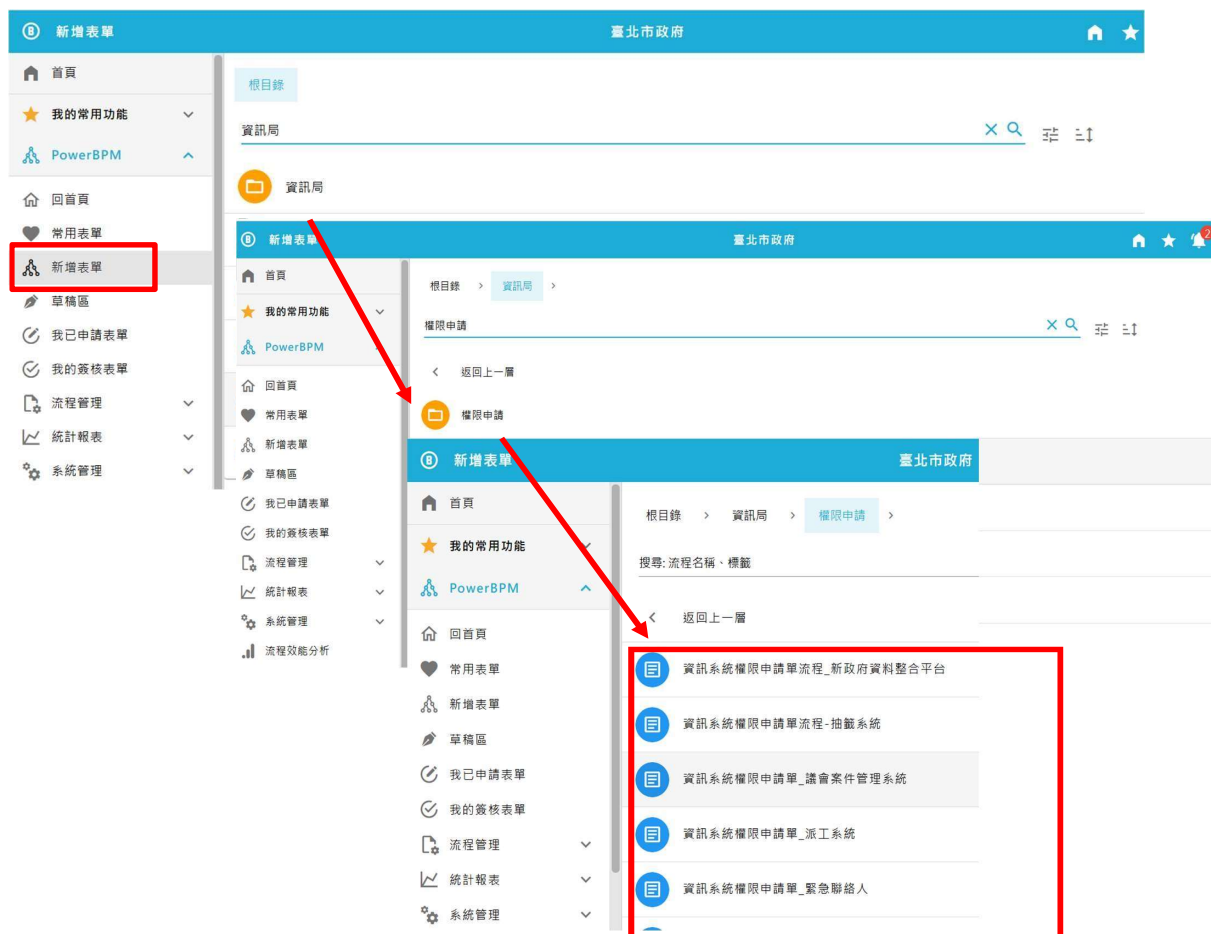 新增表單
臺北市政府
首頁
我的常用功能
PowerBPM
回首頁
常用表單
新增表單
草稿區
我已申請表單
我的簽核表單
流程管理
統計報表
系統管理
根目錄
資訊局
資訊局
新增表單
臺北市政府
2
首頁
我的常用功能
PowerBPM
回首頁
常用表單
新增表單
草稿區
我已申請表單
我的簽核表單
流程管理
統計報表
系統管理
流程效能分析
根目錄 > 資訊局 >
權限申請
返回上一層
權限申請
新增表單
臺北市政府
首頁
我的常用功能
PowerBPM
回首頁
常用表單
新增表單
草稿區
我已申請表單
我的簽核表單
流程管理
統計報表
系統管理
根目錄 > 資訊局 > 權限申請 >
搜尋: 流程名稱、標籤
返回上一層
資訊系統權限申請單流程_新政府資料整合平台
資訊系統權限申請單流程-抽籤系統
資訊系統權限申請單_議會案件管理系統
資訊系統權限申請單_派工系統
資訊系統權限申請單_緊急聯絡人